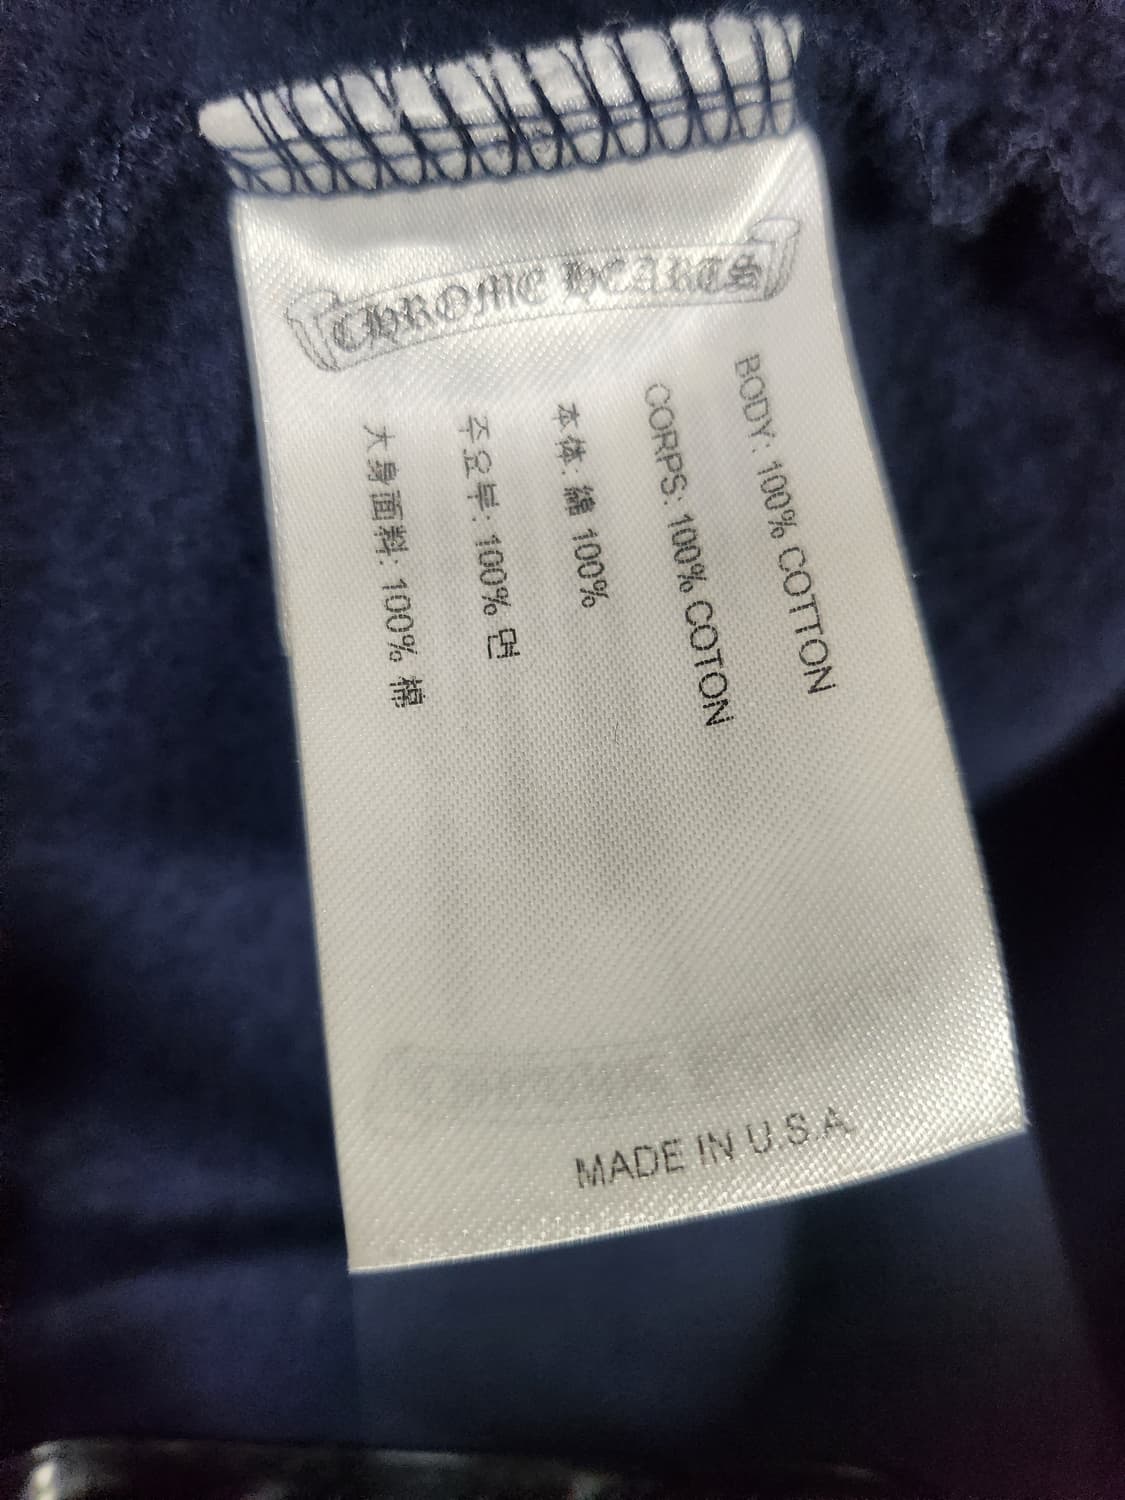 CHROME HEARTS
BODY: 100% COTTON
CORPS: 100% COTON
本体: 綿 100%
주요부: 100% 면
大身面料: 100% 棉
MADE IN U.S.A.